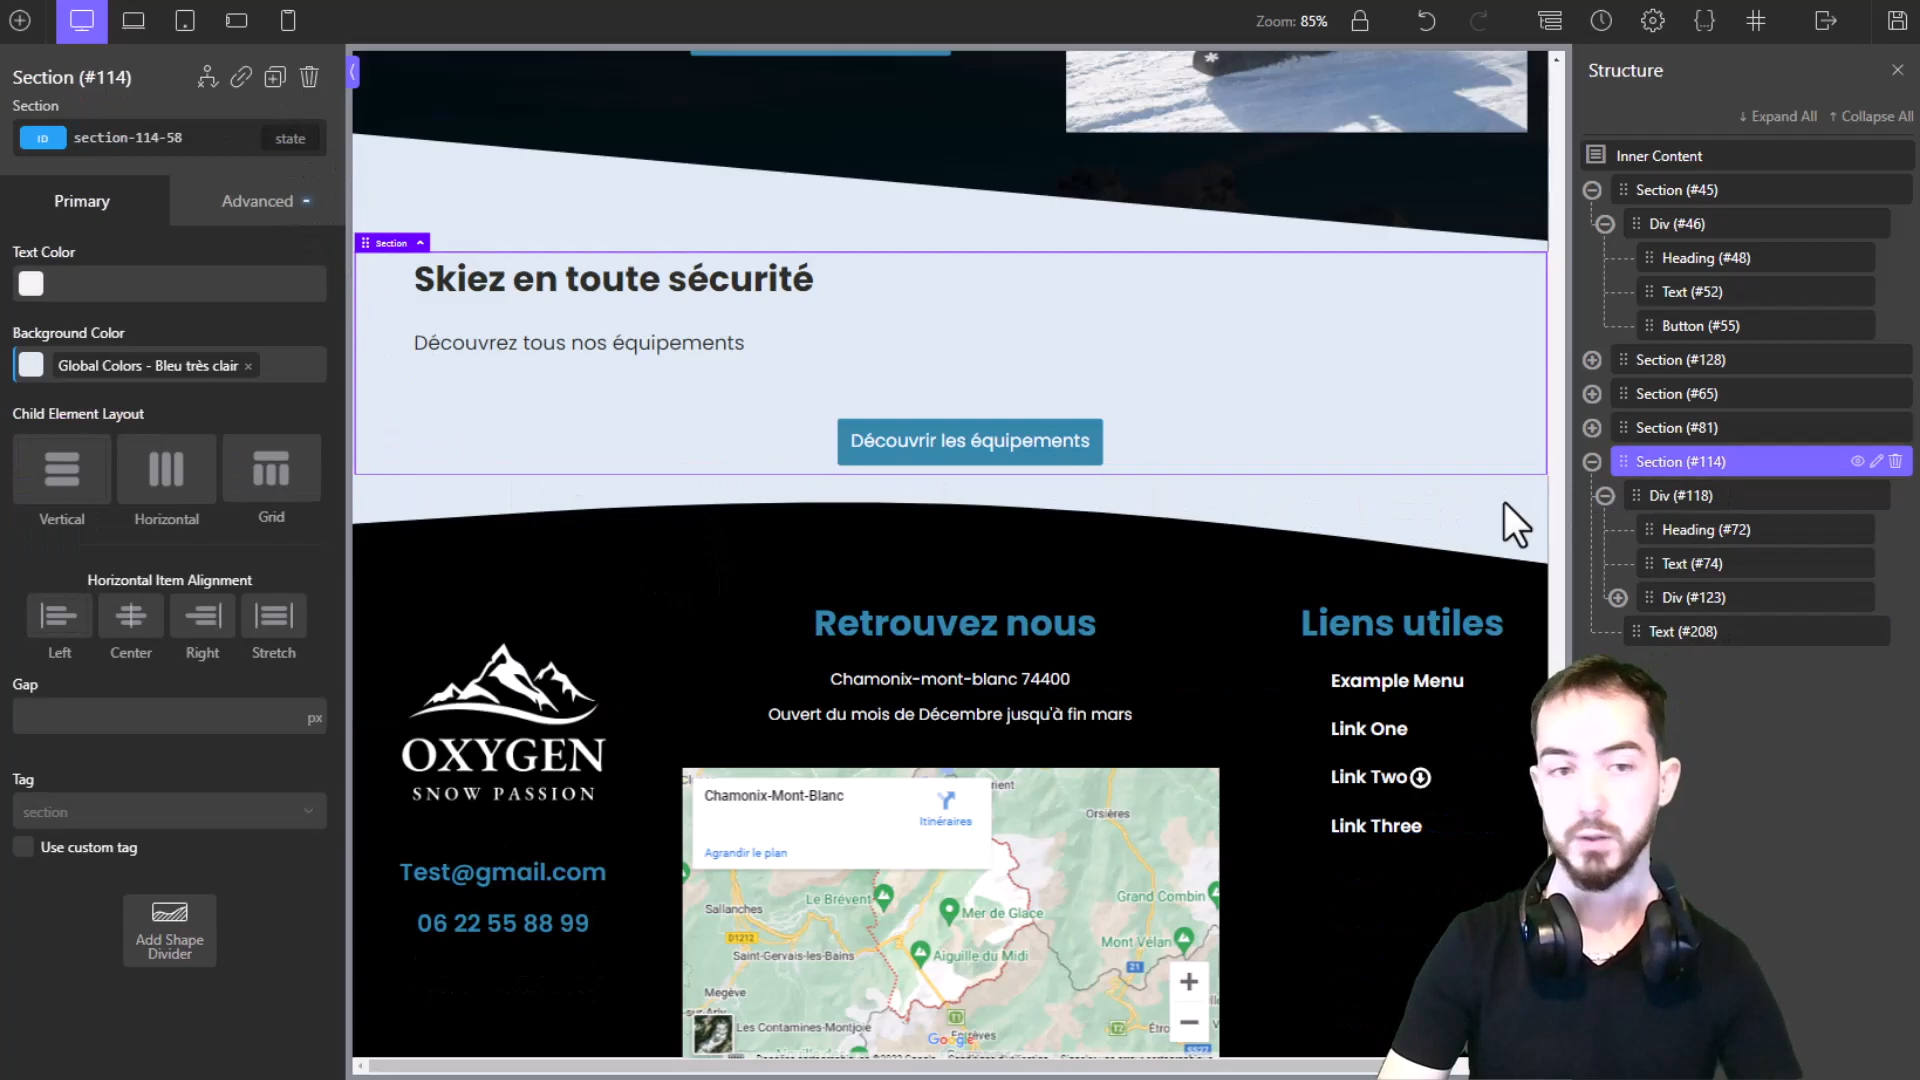 Zoom: 85%
Section (#114)
Section
ID section-114-58 state
Primary Advanced
Text Color
Background Color
Global Colors - Bleu très clair ×
Child Element Layout
Vertical Horizontal Grid
Horizontal Item Alignment
Left Center Right Stretch
Gap
px
Tag
section
Use custom tag
Add Shape
Divider
Section
Skiez en toute sécurité
Découvrez tous nos équipements
Découvrir les équipements
OXYGEN
SNOW PASSION
Test@gmail.com
06 22 55 88 99
Retrouvez nous
Chamonix-mont-blanc 74400
Ouvert du mois de Décembre jusqu'à fin mars
Chamonix-Mont-Blanc
Itinéraires
Agrandir le plan
Orsières
Le Brévent
Grand Combin
Sallanches
Mer de Glace
D1212
Mont Vélan
Saint-Gervais-les-Bains
Aiguille du Midi
21
Megève
T1
T2
Les Contamines-Montjoie
Google
SS27
Liens utiles
Example Menu
Link One
Link Two
Link Three
Structure
Expand All Collapse All
Inner Content
Section (#45)
Div (#46)
Heading (#48)
Text (#52)
Button (#55)
Section (#128)
Section (#65)
Section (#81)
Section (#114)
Div (#118)
Heading (#72)
Text (#74)
Div (#123)
Text (#208)